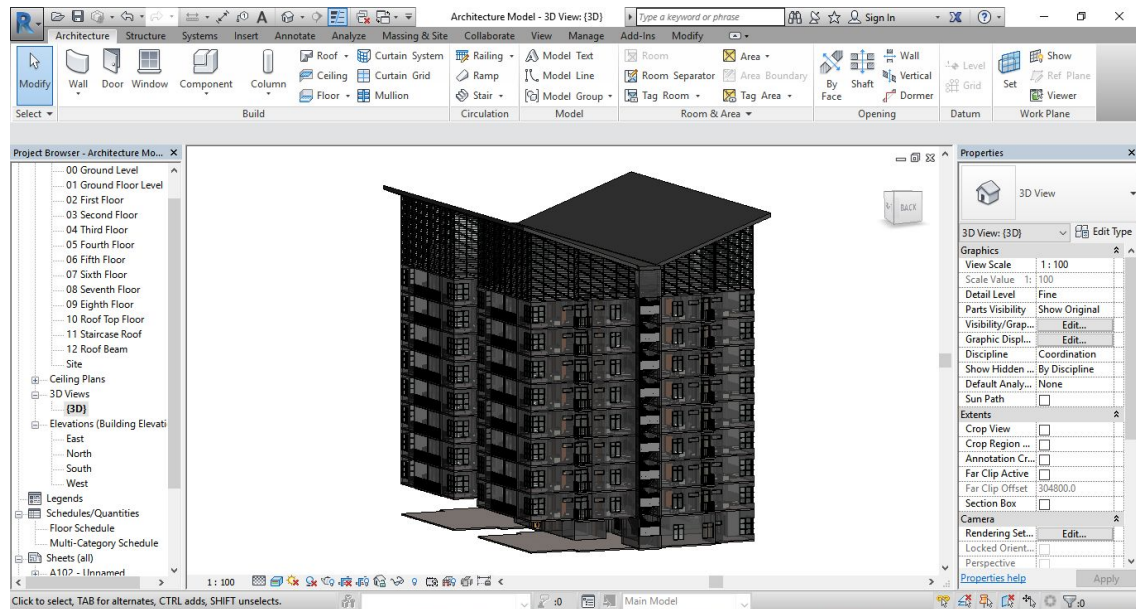 Architecture Model - 3D View: {3D}
Type a keyword or phrase
Sign In
Architecture Structure Systems Insert Annotate Analyze Massing & Site Collaborate View Manage Add-Ins Modify
Modify
Wall
Door
Window
Component
Column
Roof
Ceiling
Floor
Curtain System
Curtain Grid
Mullion
Railing
Ramp
Stair
Model Text
Model Line
Model Group
Room
Room Separator
Tag Room
Area
Area Boundary
Tag Area
By Face
Shaft
Wall
Vertical
Dormer
Level
Grid
Set
Show
Ref Plane
Viewer
Select
Build
Circulation
Model
Room & Area
Opening
Datum
Work Plane
Project Browser - Architecture Mo...
00 Ground Level
01 Ground Floor Level
02 First Floor
03 Second Floor
04 Third Floor
05 Fourth Floor
06 Fifth Floor
07 Sixth Floor
08 Seventh Floor
09 Eighth Floor
10 Roof Top Floor
11 Staircase Roof
12 Roof Beam
Site
Ceiling Plans
3D Views
{3D}
Elevations (Building Elevati
East
North
South
West
Legends
Schedules/Quantities
Floor Schedule
Multi-Category Schedule
Sheets (all)
A102 - Unnamed
BACK
1 : 100
Properties
3D View
3D View: {3D}
Edit Type
Graphics
View Scale 1 : 100
Scale Value 1: 100
Detail Level Fine
Parts Visibility Show Original
Visibility/Grap... Edit...
Graphic Displ... Edit...
Discipline Coordination
Show Hidden ... By Discipline
Default Analy... None
Sun Path
Extents
Crop View
Crop Region ...
Annotation Cr...
Far Clip Active
Far Clip Offset 304800.0
Section Box
Camera
Rendering Set... Edit...
Locked Orient...
Perspective
Properties help
Apply
Click to select, TAB for alternates, CTRL adds, SHIFT unselects.
:0
Main Model
:0